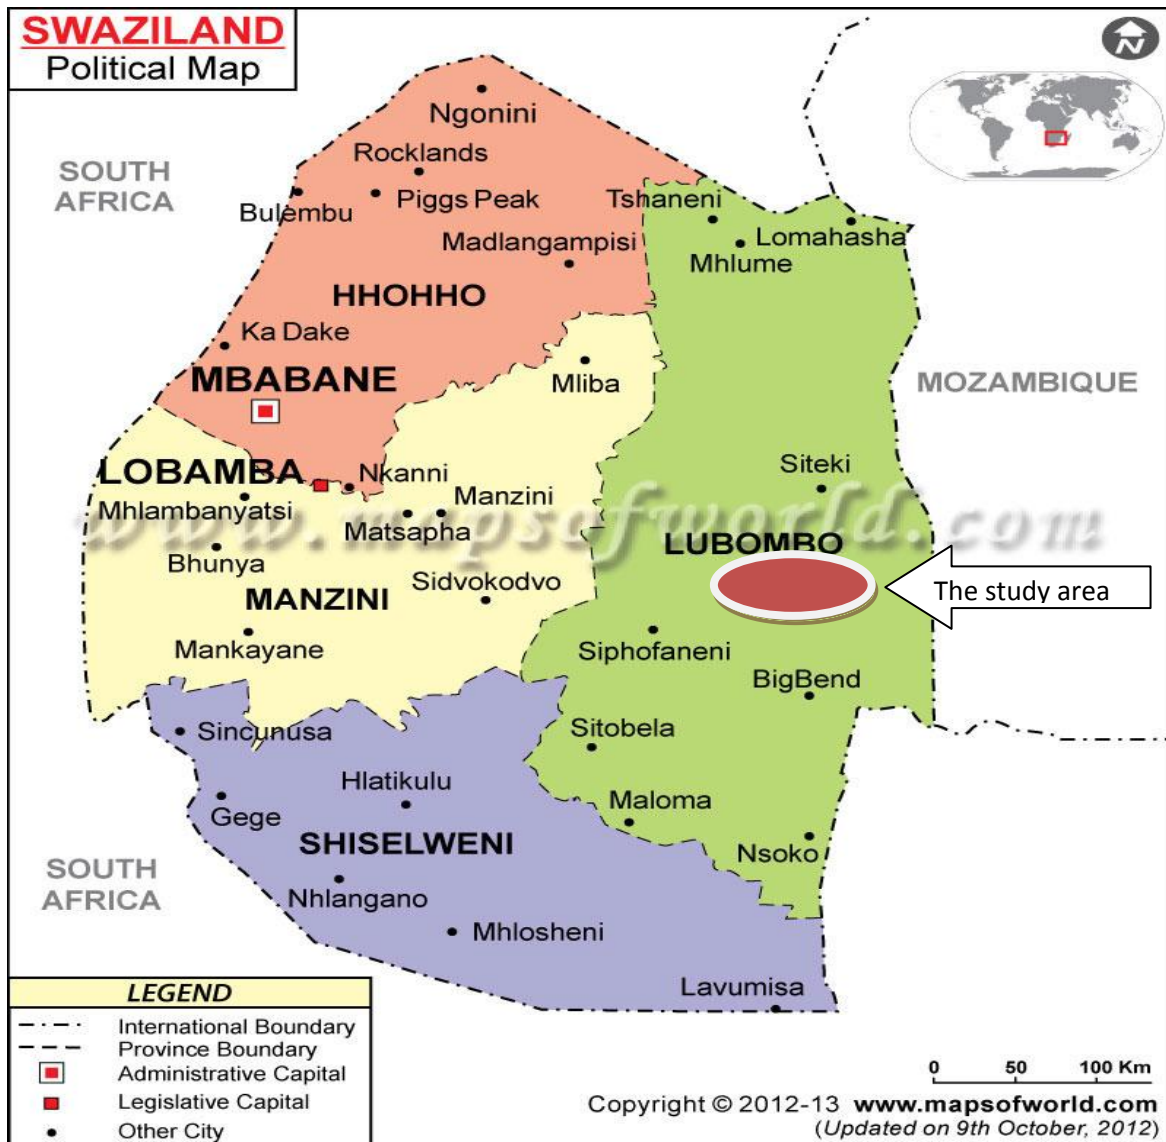 SWAZILAND
Political Map
N
SOUTH
AFRICA
Ngonini
Rocklands
Bulembu
Piggs Peak
Tshaneni
Lomahasha
Madlangampisi
Mhlume
HHOHHO
Ka Dake
MBABANE
Mliba
MOZAMBIQUE
LOBAMBA
Nkanni
Siteki
Mhlambanyatsi
Manzini
Matsapha
www.mapsofworld.com
LUBOMBO
Bhunya
Sidvokodvo
The study area
MANZINI
Mankayane
Siphofaneni
BigBend
Sincunusa
Sitobela
Hlatikulu
Gege
Maloma
SHISELWENI
Nsoko
SOUTH
AFRICA
Nhlangano
Mhlosheni
Lavumisa
LEGEND
International Boundary
Province Boundary
Administrative Capital
Legislative Capital
Other City
0 50 100 Km
Copyright © 2012-13 www.mapsofworld.com
(Updated on 9th October, 2012)